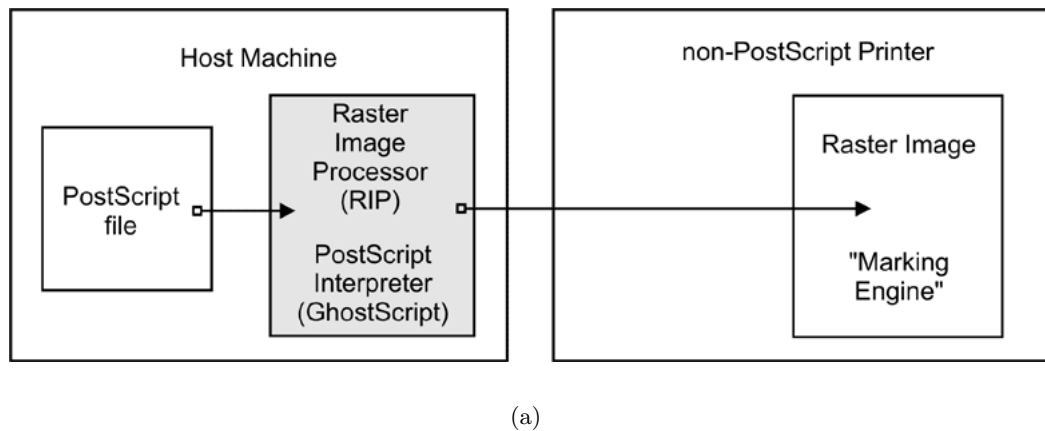 Host Machine
PostScript
file
Raster
Image
Processor
(RIP)
PostScript
Interpreter
(GhostScript)
non-PostScript Printer
Raster Image
"Marking
Engine"
(a)